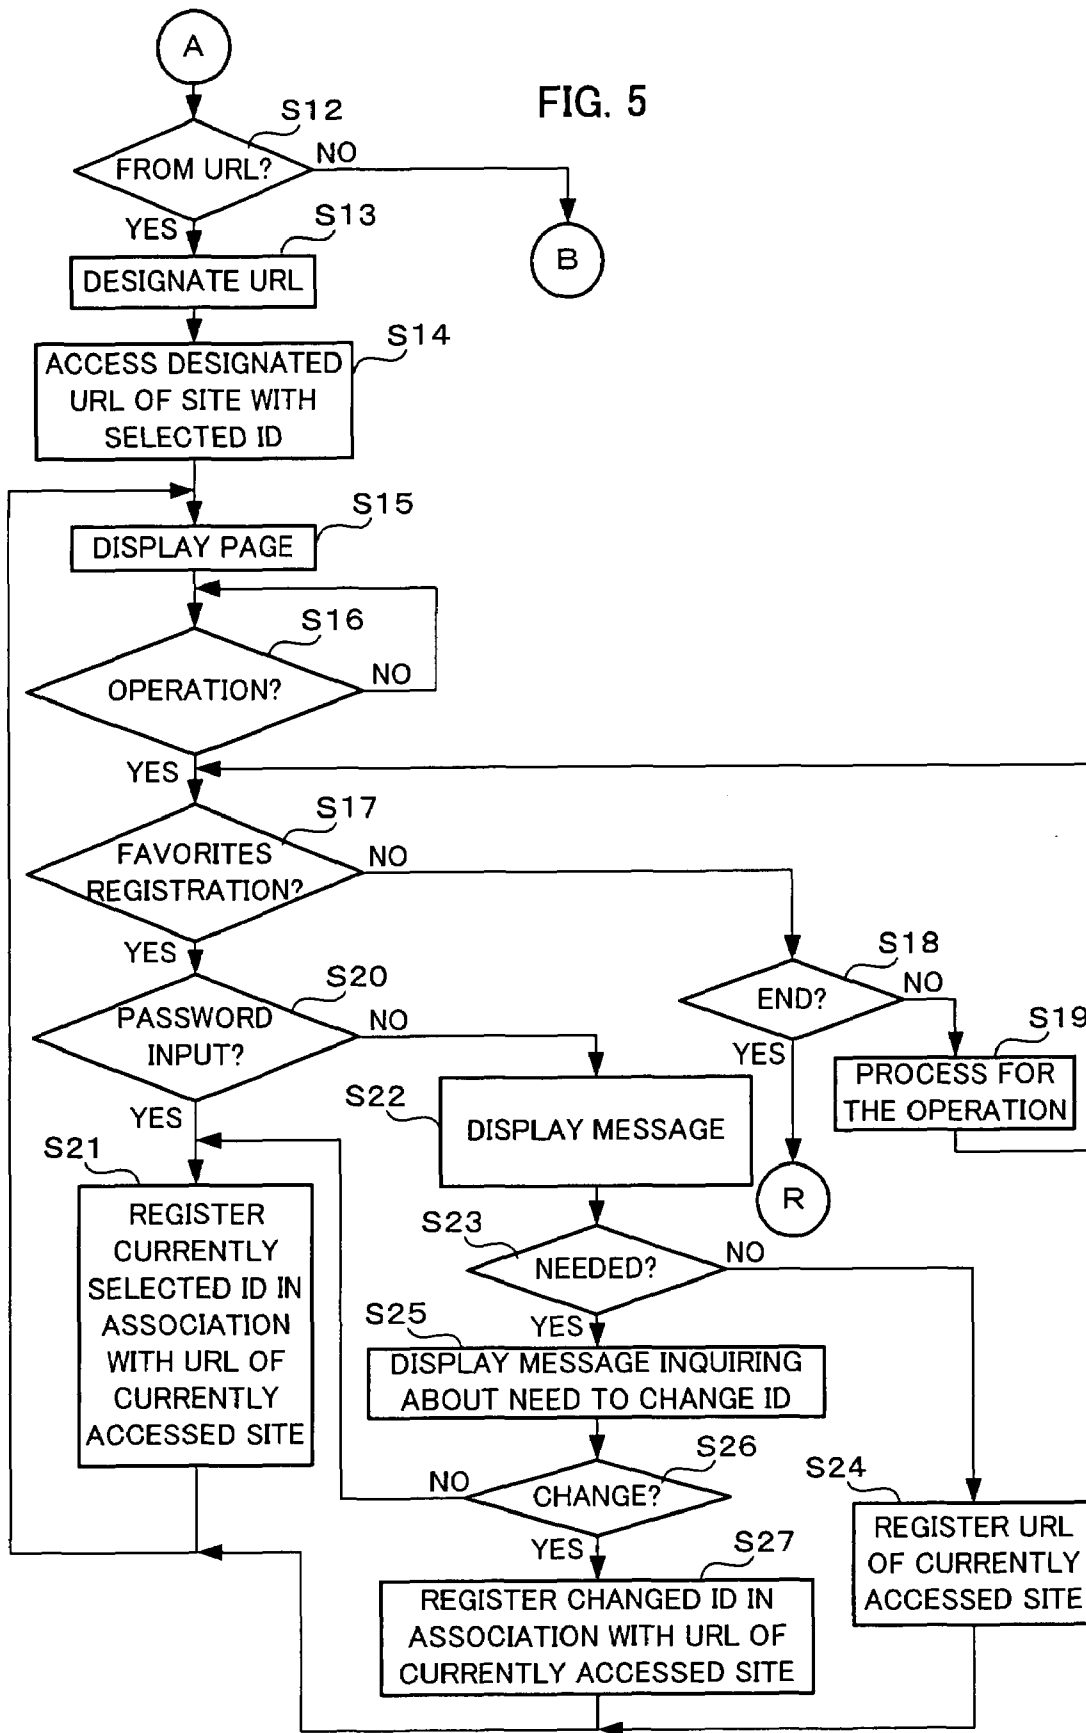 A
FIG. 5
S12
FROM URL?
NO
YES
B
S13
DESIGNATE URL
S14
ACCESS DESIGNATED
URL OF SITE WITH
SELECTED ID
S15
DISPLAY PAGE
S16
OPERATION?
NO
YES
S17
FAVORITES
REGISTRATION?
NO
YES
S18
END?
NO
YES
S19
PROCESS FOR
THE OPERATION
R
S20
PASSWORD
INPUT?
NO
YES
S22
DISPLAY MESSAGE
S21
REGISTER
CURRENTLY
SELECTED ID IN
ASSOCIATION
WITH URL OF
CURRENTLY
ACCESSED SITE
S23
NEEDED?
NO
YES
S25
DISPLAY MESSAGE INQUIRING
ABOUT NEED TO CHANGE ID
S26
CHANGE?
NO
YES
S24
REGISTER URL
OF CURRENTLY
ACCESSED SITE
S27
REGISTER CHANGED ID IN
ASSOCIATION WITH URL OF
CURRENTLY ACCESSED SITE